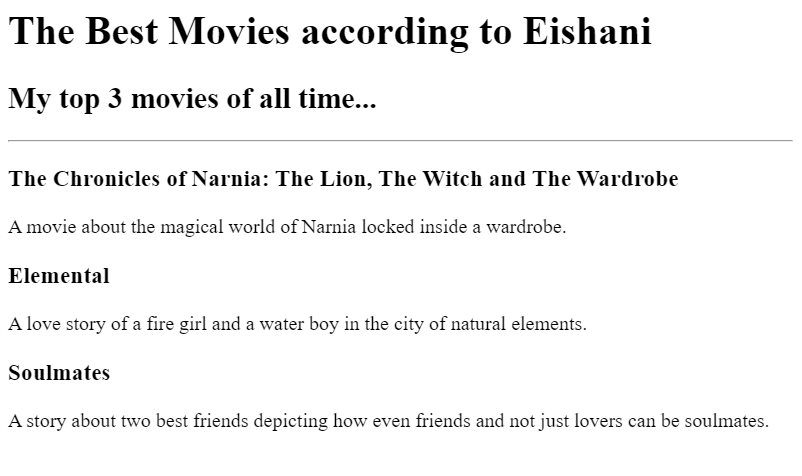 The Best Movies according to Eishani
My top 3 movies of all time...
The Chronicles of Narnia: The Lion, The Witch and The Wardrobe
A movie about the magical world of Narnia locked inside a wardrobe.
Elemental
A love story of a fire girl and a water boy in the city of natural elements.
Soulmates
A story about two best friends depicting how even friends and not just lovers can be soulmates.